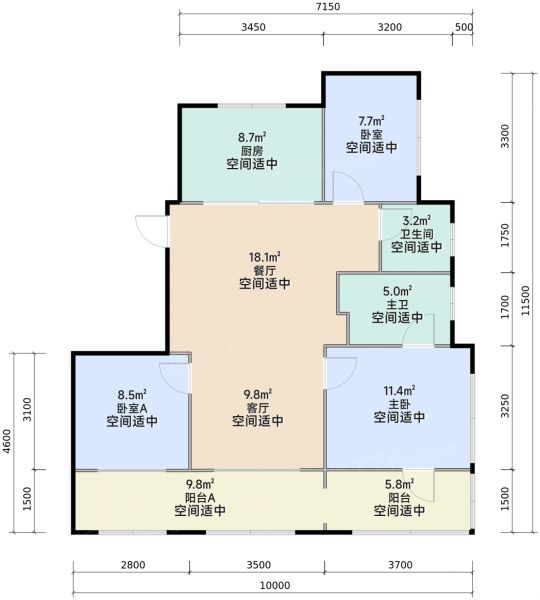 7150
3450
3200
500
7.7㎡
卧室
空间适中
8.7㎡
厨房
空间适中
3300
3.2㎡
卫生间
空间适中
1750
18.1㎡
餐厅
空间适中
5.0㎡
主卫
空间适中
1700
11500
8.5㎡
卧室A
空间适中
9.8㎡
客厅
空间适中
11.4㎡
主卧
空间适中
3100
3250
4600
9.8㎡
阳台A
空间适中
5.8㎡
阳台
空间适中
1500
1500
2800
3500
3700
10000